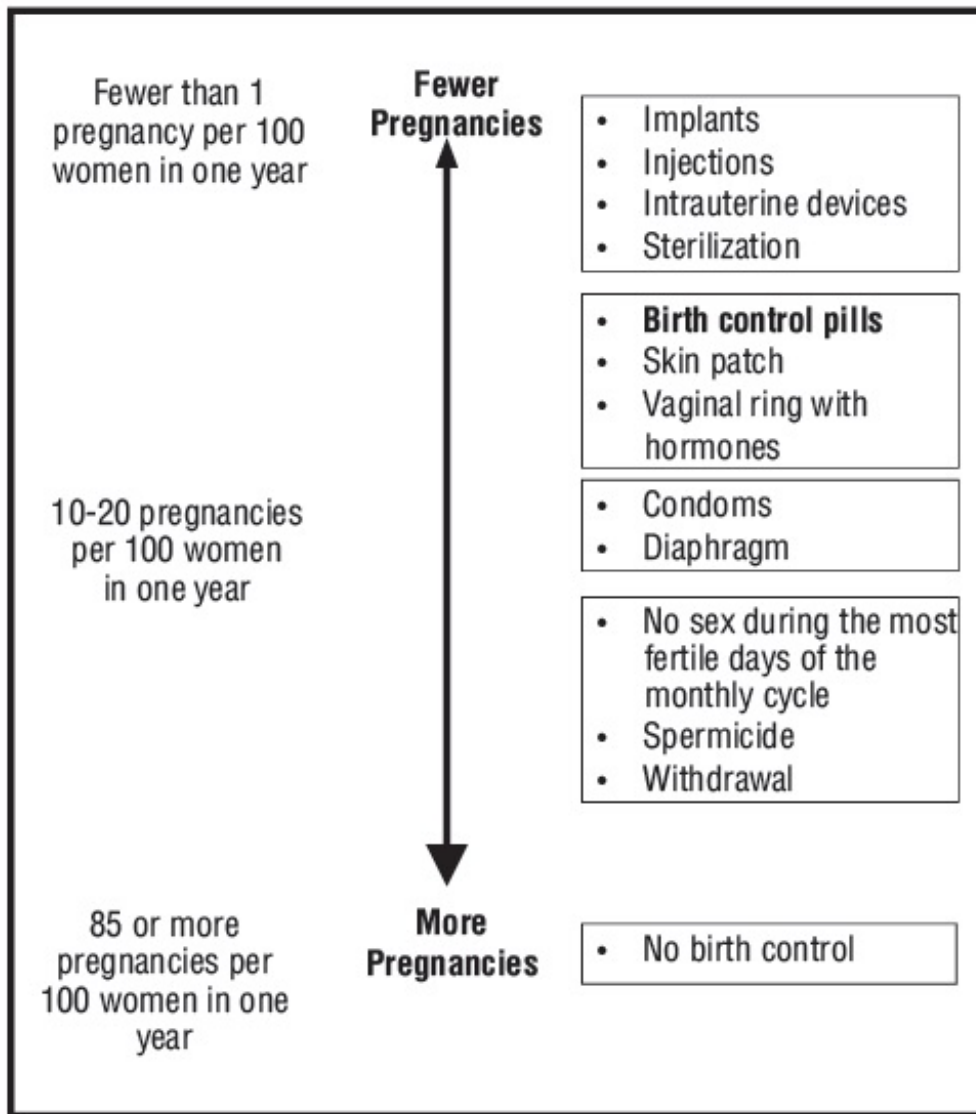 Fewer than 1
pregnancy per 100
women in one year
Fewer
Pregnancies
• Implants
• Injections
• Intrauterine devices
• Sterilization
• Birth control pills
• Skin patch
• Vaginal ring with
hormones
10-20 pregnancies
per 100 women
in one year
• Condoms
• Diaphragm
• No sex during the most
fertile days of the
monthly cycle
• Spermicide
• Withdrawal
85 or more
pregnancies per
100 women in one
year
More
Pregnancies
• No birth control